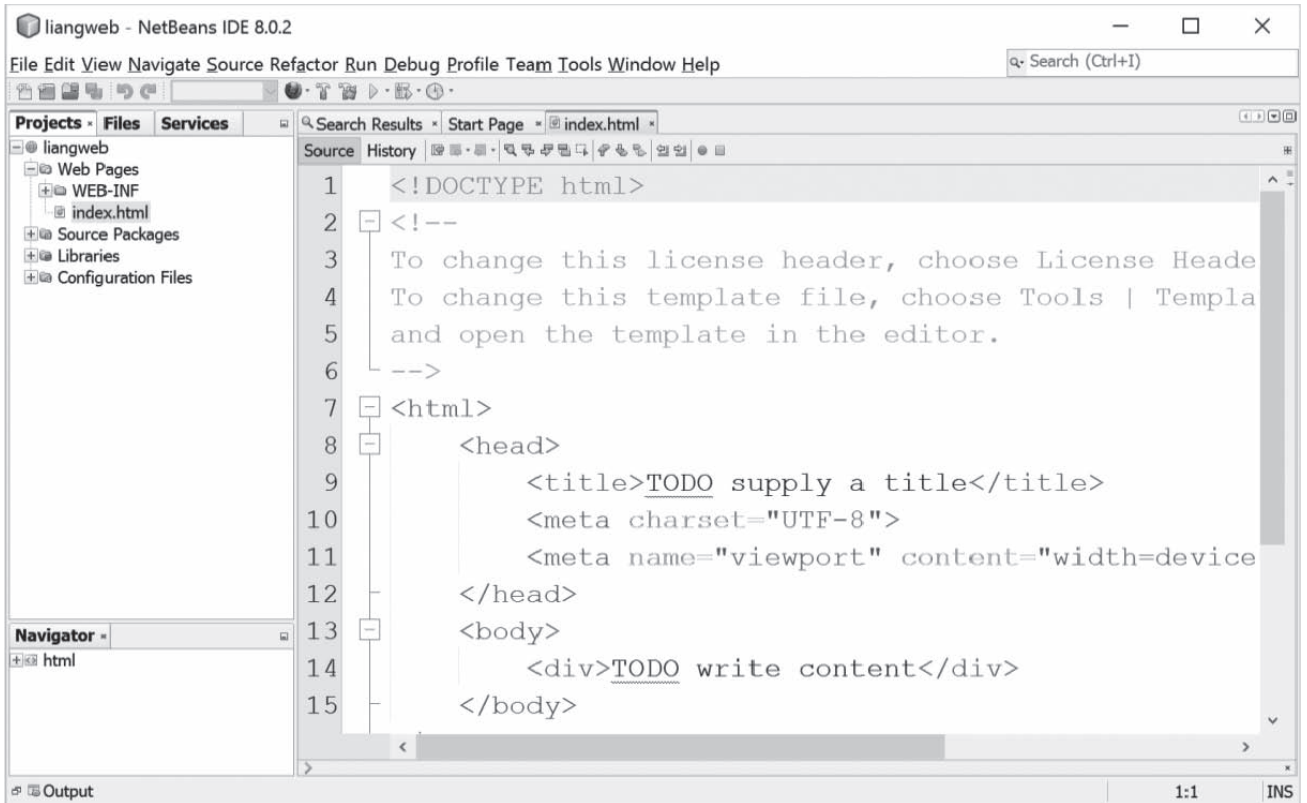 liangweb - NetBeans IDE 8.0.2
File Edit View Navigate Source Refactor Run Debug Profile Team Tools Window Help
Search (Ctrl+I)
Projects Files Services
liangweb
Web Pages
WEB-INF
index.html
Source Packages
Libraries
Configuration Files
Navigator
html
Search Results Start Page index.html
Source History
1 <!DOCTYPE html>
2 <!--
3 To change this license header, choose License Heade
4 To change this template file, choose Tools | Templa
5 and open the template in the editor.
6 -->
7 <html>
8 <head>
9 <title>TODO supply a title</title>
10 <meta charset="UTF-8">
11 <meta name="viewport" content="width=device
12 </head>
13 <body>
14 <div>TODO write content</div>
15 </body>
Output
1:1 INS